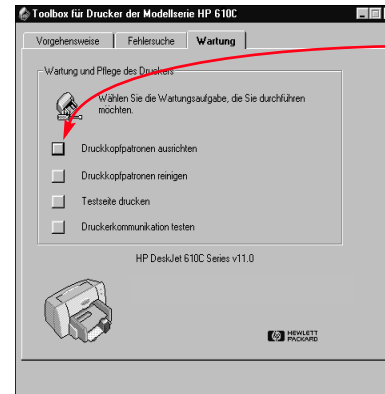 Toolbox für Drucker der Modellserie HP 610C
Vorgehensweise Fehlersuche Wartung
Wartung und Pflege des Druckers
Wählen Sie die Wartungsaufgabe, die Sie durchführen
möchten.
Druckkopfpatronen ausrichten
Druckkopfpatronen reinigen
Testseite drucken
Druckerkommunikation testen
HP DeskJet 610C Series v11.0
hp HEWLETT
PACKARD